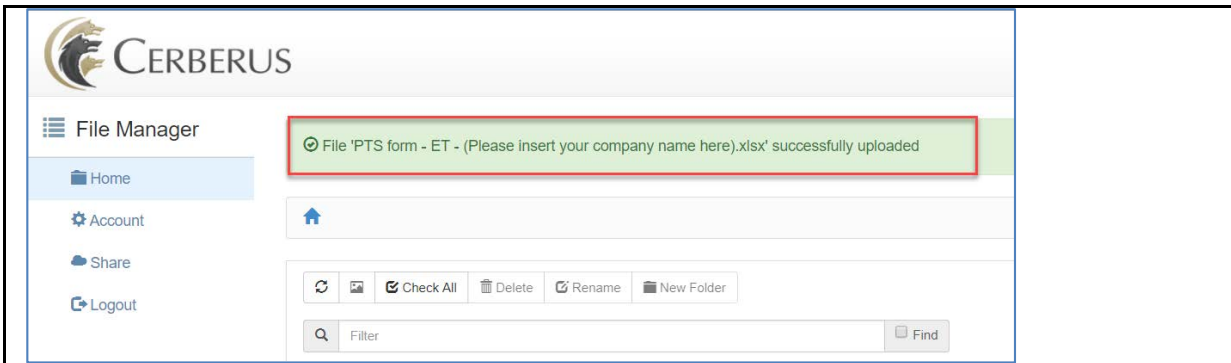 CERBERUS
File Manager
Home
Account
Share
Logout
File 'PTS form - ET - (Please insert your company name here).xlsx' successfully uploaded
Check All Delete Rename New Folder
Filter Find